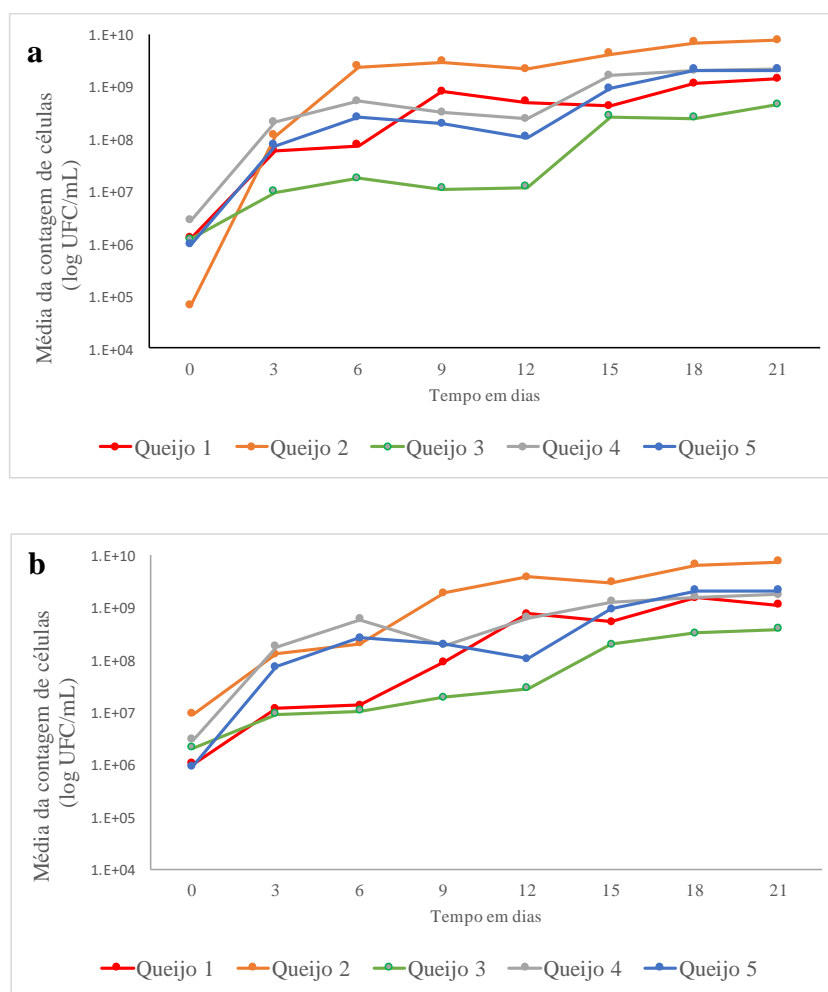 a
1.E+10
1.E+09
1.E+08
1.E+07
1.E+06
1.E+05
1.E+04
Média da contagem de células
(log UFC/mL)
0 3 6 9 12 15 18 21
Tempo em dias
Queijo 1 Queijo 2 Queijo 3 Queijo 4 Queijo 5
b
1.E+10
1.E+09
1.E+08
1.E+07
1.E+06
1.E+05
1.E+04
Média da contagem de células
(log UFC/mL)
0 3 6 9 12 15 18 21
Tempo em dias
Queijo 1 Queijo 2 Queijo 3 Queijo 4 Queijo 5